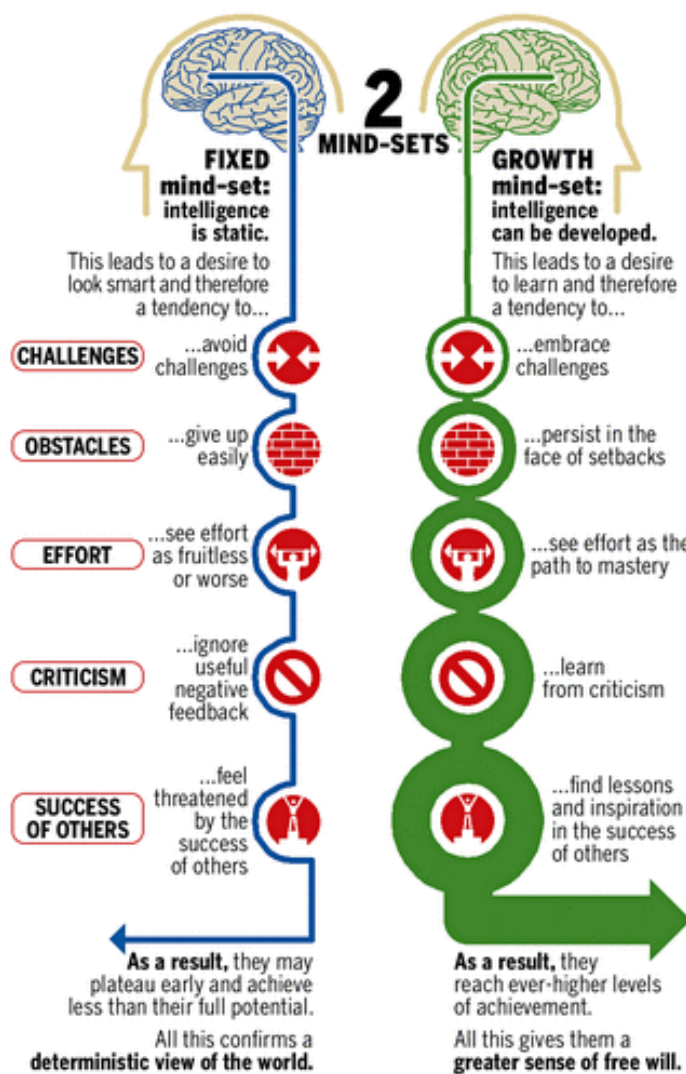 2
MIND-SETS
FIXED
mind-set:
intelligence
is static.
This leads to a desire to
look smart and therefore
a tendency to...
GROWTH
mind-set:
intelligence
can be developed.
This leads to a desire
to learn and therefore
a tendency to...
CHALLENGES
...avoid
challenges
...embrace
challenges
OBSTACLES
...give up
easily
...persist in the
face of setbacks
EFFORT
...see effort
as fruitless
or worse
...see effort as the
path to mastery
CRITICISM
...ignore
useful
negative
feedback
...learn
from criticism
SUCCESS
OF OTHERS
...feel
threatened
by the
success
of others
...find lessons
and inspiration
in the success
of others
As a result, they may
plateau early and achieve
less than their full potential.
All this confirms a
deterministic view of the world.
As a result, they
reach ever-higher levels
of achievement.
All this gives them a
greater sense of free will.